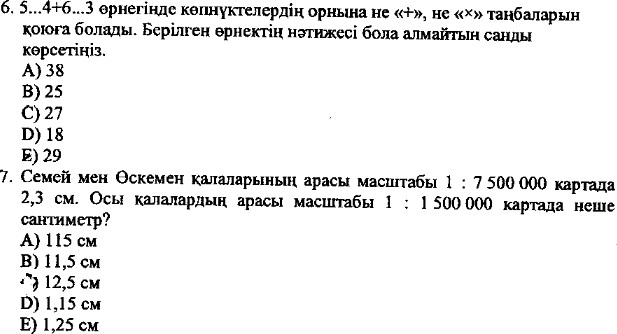 6. 5...4+6...3 өрнегінде көпнүктелердің орнына не «+», не «×» таңбаларын
қоюға болады. Берілген өрнектің нәтижесі бола алмайтын санды
көрсетіңіз.
A) 38
B) 25
C) 27
D) 18
E) 29
7. Семей мен Өскемен қалаларының арасы масштабы 1 : 7 500 000 картада
2,3 см. Осы қалалардың арасы масштабы 1 : 1 500 000 картада неше
сантиметр?
A) 115 см
B) 11,5 см
) 12,5 см
D) 1,15 см
E) 1,25 см